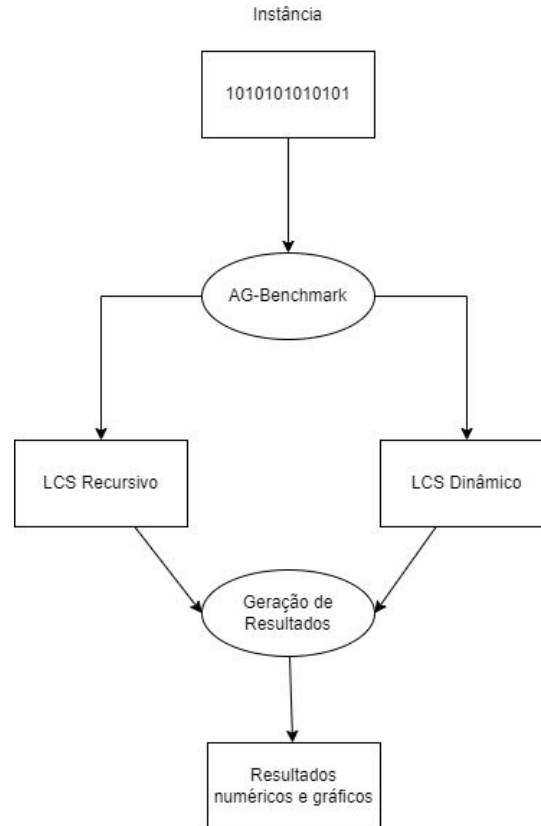 Instância
1010101010101
AG-Benchmark
LCS Recursivo
LCS Dinâmico
Geração de
Resultados
Resultados
numéricos e gráficos